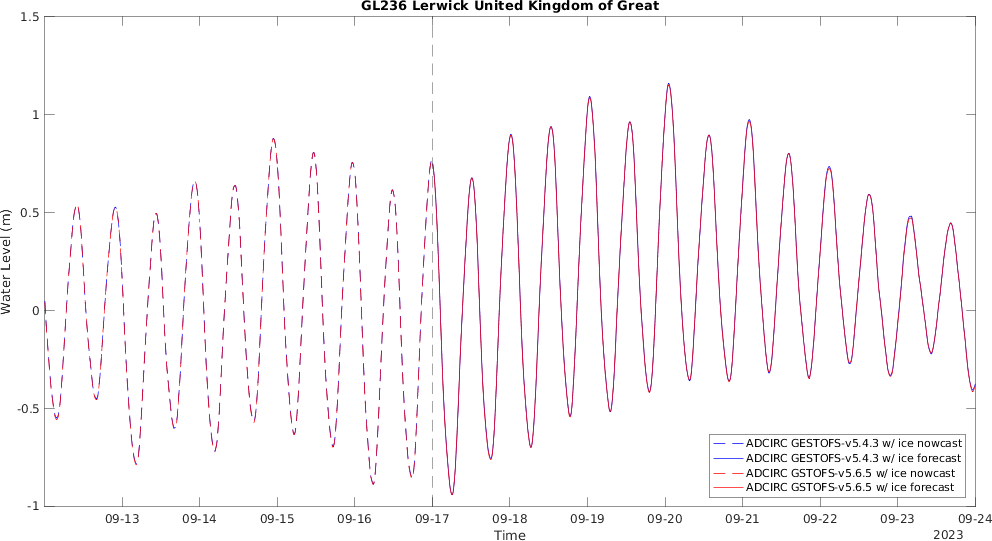 GL236 Lerwick United Kingdom of Great
1.5
1
0.5
0
-0.5
-1
Water Level (m)
09-13 09-14 09-15 09-16 09-17 09-18 09-19 09-20 09-21 09-22 09-23 09-24
Time
2023
ADCIRC GESTOFS-v5.4.3 w/ ice nowcast
ADCIRC GESTOFS-v5.4.3 w/ ice forecast
ADCIRC GSTOFS-v5.6.5 w/ ice nowcast
ADCIRC GSTOFS-v5.6.5 w/ ice forecast